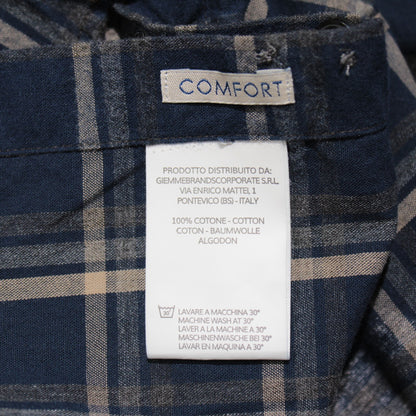 COMFORT
PRODOTTO DISTRIBUITO DA:
GIEMMEBRANDSCORPORATE S.R.L.
VIA ENRICO MATTEI, 1
PONTEVICO (BS) - ITALY
100% COTONE - COTTON
COTON - BAUMWOLLE
ALGODON
30
LAVARE A MACCHINA 30°
MACHINE WASH AT 30°
LAVER A LA MACHINE A 30°
MASCHINENWASCHE BEI 30°
LAVAR EN MAQUINA A 30°